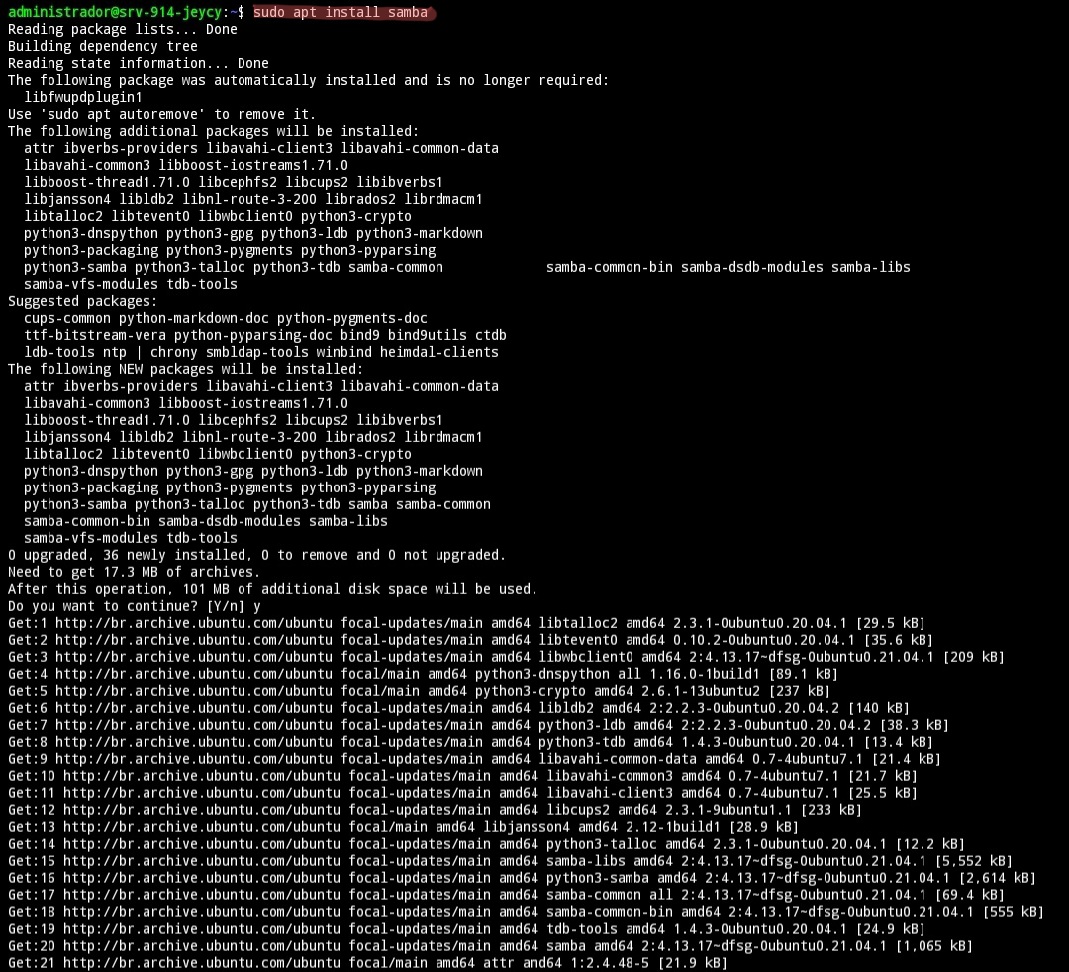 administrador@srv-914-jeycy:~$ sudo apt install samba
Reading package lists... Done
Building dependency tree
Reading state information... Done
The following package was automatically installed and is no longer required:
  libfwupdplugin1
Use 'sudo apt autoremove' to remove it.
The following additional packages will be installed:
  attr ibverbs-providers libavahi-client3 libavahi-common-data
  libavahi-common3 libboost-iostreams1.71.0
  libboost-thread1.71.0 libcephfs2 libcups2 libibverbs1
  libjansson4 libldb2 libnl-route-3-200 librados2 librdmacm1
  libtalloc2 libtevent0 libwbclient0 python3-crypto
  python3-dnspython python3-gpg python3-ldb python3-markdown
  python3-packaging python3-pygments python3-pyparsing
  python3-samba python3-talloc python3-tdb samba-common samba-common-bin samba-dsdb-modules samba-libs
  samba-vfs-modules tdb-tools
Suggested packages:
  cups-common python-markdown-doc python-pygments-doc
  ttf-bitstream-vera python-pyparsing-doc bind9 bind9utils ctdb
  ldb-tools ntp | chrony smbldap-tools winbind heimdal-clients
The following NEW packages will be installed:
  attr ibverbs-providers libavahi-client3 libavahi-common-data
  libavahi-common3 libboost-iostreams1.71.0
  libboost-thread1.71.0 libcephfs2 libcups2 libibverbs1
  libjansson4 libldb2 libnl-route-3-200 librados2 librdmacm1
  libtalloc2 libtevent0 libwbclient0 python3-crypto
  python3-dnspython python3-gpg python3-ldb python3-markdown
  python3-packaging python3-pygments python3-pyparsing
  python3-samba python3-talloc python3-tdb samba samba-common
  samba-common-bin samba-dsdb-modules samba-libs
  samba-vfs-modules tdb-tools
0 upgraded, 36 newly installed, 0 to remove and 0 not upgraded.
Need to get 17.3 MB of archives.
After this operation, 101 MB of additional disk space will be used.
Do you want to continue? [Y/n] y
Get:1 http://br.archive.ubuntu.com/ubuntu focal-updates/main amd64 libtalloc2 amd64 2.3.1-0ubuntu0.20.04.1 [29.5 kB]
Get:2 http://br.archive.ubuntu.com/ubuntu focal-updates/main amd64 libtevent0 amd64 0.10.2-0ubuntu0.20.04.1 [35.6 kB]
Get:3 http://br.archive.ubuntu.com/ubuntu focal-updates/main amd64 libwbclient0 amd64 2:4.13.17~dfsg-0ubuntu0.21.04.1 [209 kB]
Get:4 http://br.archive.ubuntu.com/ubuntu focal/main amd64 python3-dnspython all 1.16.0-1build1 [89.1 kB]
Get:5 http://br.archive.ubuntu.com/ubuntu focal/main amd64 python3-crypto amd64 2.6.1-13ubuntu2 [237 kB]
Get:6 http://br.archive.ubuntu.com/ubuntu focal-updates/main amd64 libldb2 amd64 2:2.2.3-0ubuntu0.20.04.2 [140 kB]
Get:7 http://br.archive.ubuntu.com/ubuntu focal-updates/main amd64 python3-ldb amd64 2:2.2.3-0ubuntu0.20.04.2 [38.3 kB]
Get:8 http://br.archive.ubuntu.com/ubuntu focal-updates/main amd64 python3-tdb amd64 1.4.3-0ubuntu0.20.04.1 [13.4 kB]
Get:9 http://br.archive.ubuntu.com/ubuntu focal-updates/main amd64 libavahi-common-data amd64 0.7-4ubuntu7.1 [21.4 kB]
Get:10 http://br.archive.ubuntu.com/ubuntu focal-updates/main amd64 libavahi-common3 amd64 0.7-4ubuntu7.1 [21.7 kB]
Get:11 http://br.archive.ubuntu.com/ubuntu focal-updates/main amd64 libavahi-client3 amd64 0.7-4ubuntu7.1 [25.5 kB]
Get:12 http://br.archive.ubuntu.com/ubuntu focal-updates/main amd64 libcups2 amd64 2.3.1-9ubuntu1.1 [233 kB]
Get:13 http://br.archive.ubuntu.com/ubuntu focal/main amd64 libjansson4 amd64 2.12-1build1 [28.9 kB]
Get:14 http://br.archive.ubuntu.com/ubuntu focal-updates/main amd64 python3-talloc amd64 2.3.1-0ubuntu0.20.04.1 [12.2 kB]
Get:15 http://br.archive.ubuntu.com/ubuntu focal-updates/main amd64 samba-libs amd64 2:4.13.17~dfsg-0ubuntu0.21.04.1 [5,552 kB]
Get:16 http://br.archive.ubuntu.com/ubuntu focal-updates/main amd64 python3-samba amd64 2:4.13.17~dfsg-0ubuntu0.21.04.1 [2,614 kB]
Get:17 http://br.archive.ubuntu.com/ubuntu focal-updates/main amd64 samba-common all 2:4.13.17~dfsg-0ubuntu0.21.04.1 [69.4 kB]
Get:18 http://br.archive.ubuntu.com/ubuntu focal-updates/main amd64 samba-common-bin amd64 2:4.13.17~dfsg-0ubuntu0.21.04.1 [555 kB]
Get:19 http://br.archive.ubuntu.com/ubuntu focal-updates/main amd64 tdb-tools amd64 1.4.3-0ubuntu0.20.04.1 [24.9 kB]
Get:20 http://br.archive.ubuntu.com/ubuntu focal-updates/main amd64 samba amd64 2:4.13.17~dfsg-0ubuntu0.21.04.1 [1,065 kB]
Get:21 http://br.archive.ubuntu.com/ubuntu focal/main amd64 attr amd64 1:2.4.48-5 [21.9 kB]